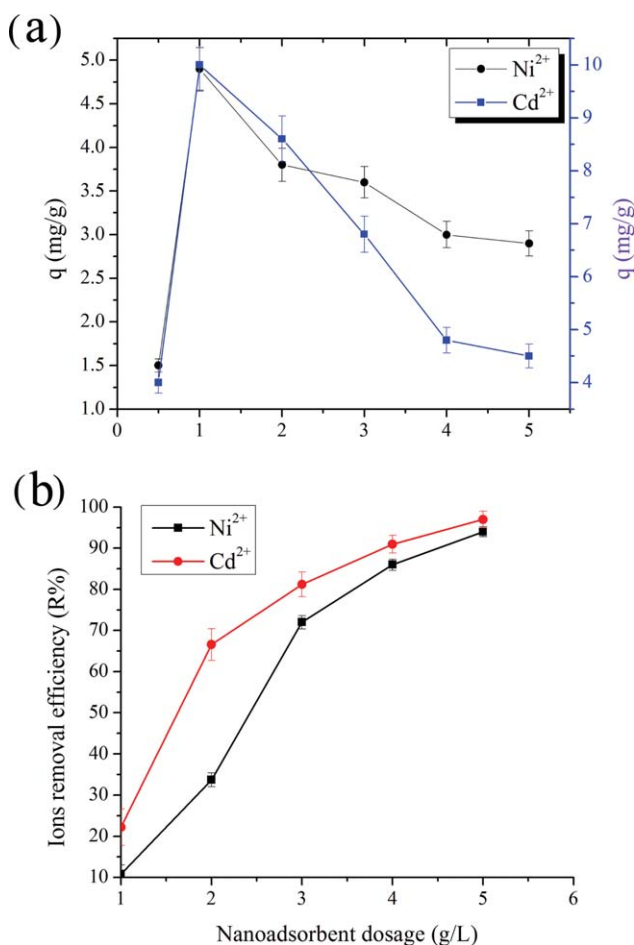 (a)
Ni2+
Cd2+
5.0
4.5
4.0
3.5
3.0
2.5
2.0
1.5
1.0
q (mg/g)
10
9
8
7
6
5
4
q (mg/g)
0 1 2 3 4 5
(b)
Ni2+
Cd2+
100
90
80
70
60
50
40
30
20
10
Ions removal efficiency (R%)
1 2 3 4 5 6
Nanoadsorbent dosage (g/L)